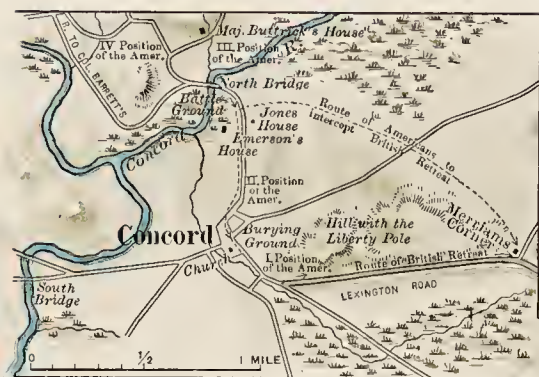 Maj. Buttrick's House
III. Position
of the Amer.
IV Position
of the Amer.
R. TO COL. BARRETT'S
R.
North Bridge
Battle
Ground
Jones
House
Emerson's
House
Concord
Route of Americans to
intercept British
Retreat
II. Position
of the
Amer.
Concord
Burying
Ground
Hill with the
Liberty Pole
Merriams
Corner
Church
I. Position
of the Amer.
Route of British Retreat
LEXINGTON ROAD
South
Bridge
0 ½ 1 MILE